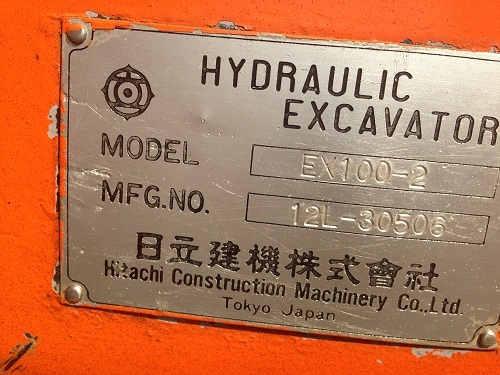 HYDRAULIC
EXCAVATOR
MODEL EX100-2
MFG.NO. 12L-30506
日立建機株式會社
Hitachi Construction Machinery Co.,Ltd.
Tokyo Japan